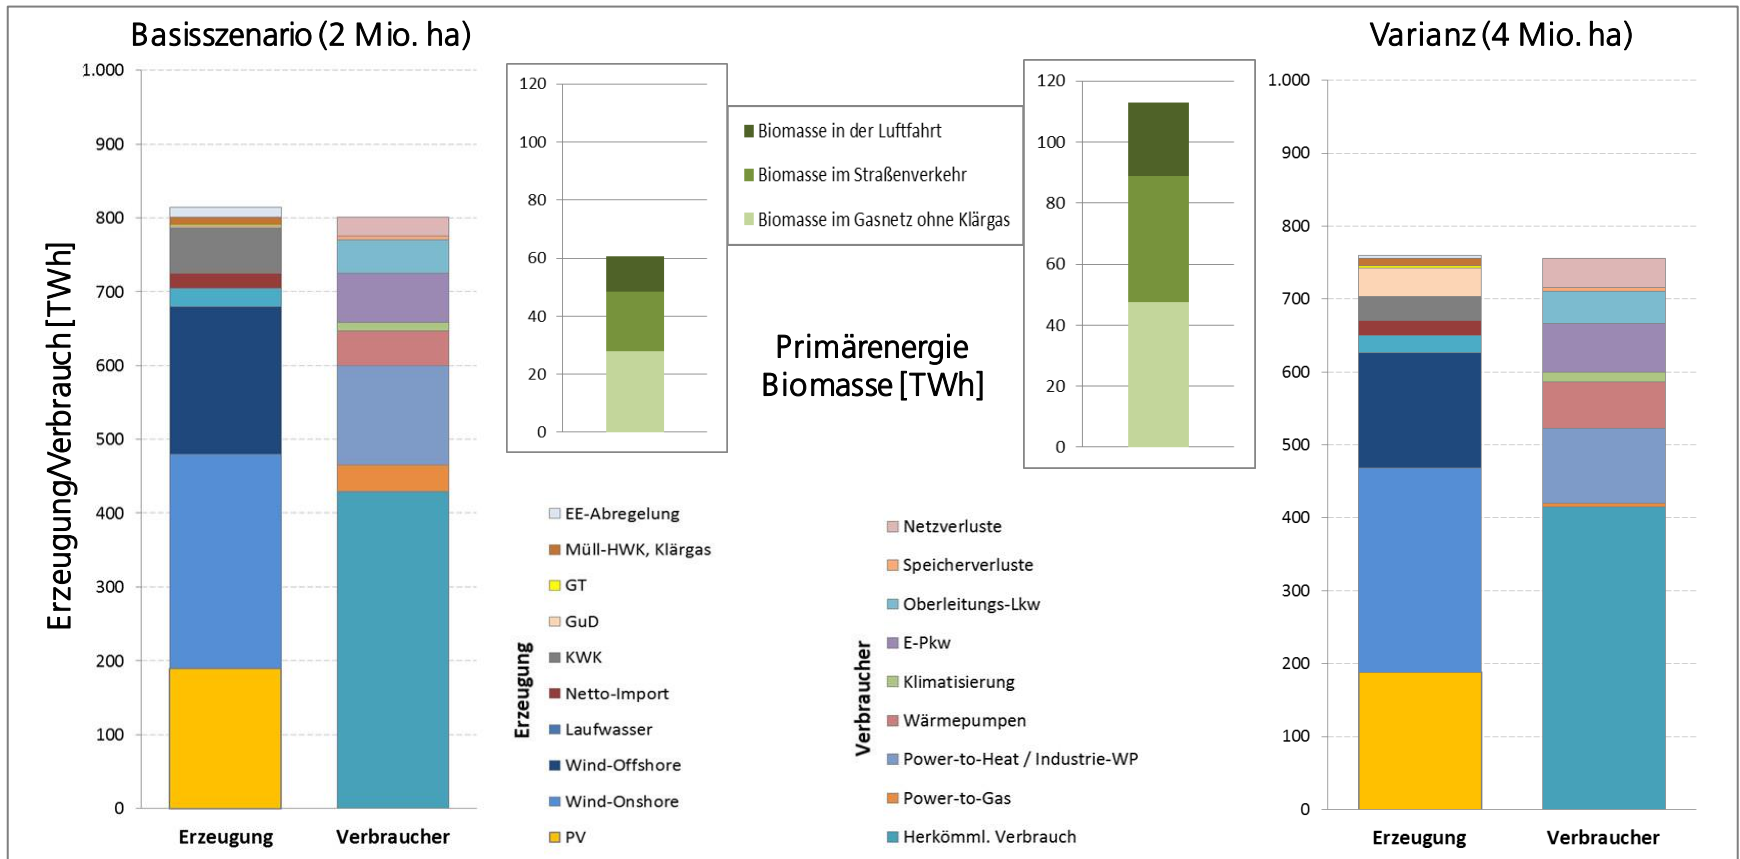 Basisszenario (2 Mio. ha)
Erzeugung/Verbrauch [TWh]
1.000
900
800
700
600
500
400
300
200
100
0
Erzeugung
Verbraucher
120
100
80
60
40
20
0
Biomasse in der Luftfahrt
Biomasse im Straßenverkehr
Biomasse im Gasnetz ohne Klärgas
Primärenergie
Biomasse [TWh]
120
100
80
60
40
20
0
Erzeugung
EE-Abregelung
Müll-HWK, Klärgas
GT
GuD
KWK
Netto-Import
Laufwasser
Wind-Offshore
Wind-Onshore
PV
Verbraucher
Netzverluste
Speicherverluste
Oberleitungs-Lkw
E-Pkw
Klimatisierung
Wärmepumpen
Power-to-Heat / Industrie-WP
Power-to-Gas
Herkömml. Verbrauch
Varianz (4 Mio. ha)
1.000
900
800
700
600
500
400
300
200
100
0
Erzeugung
Verbraucher